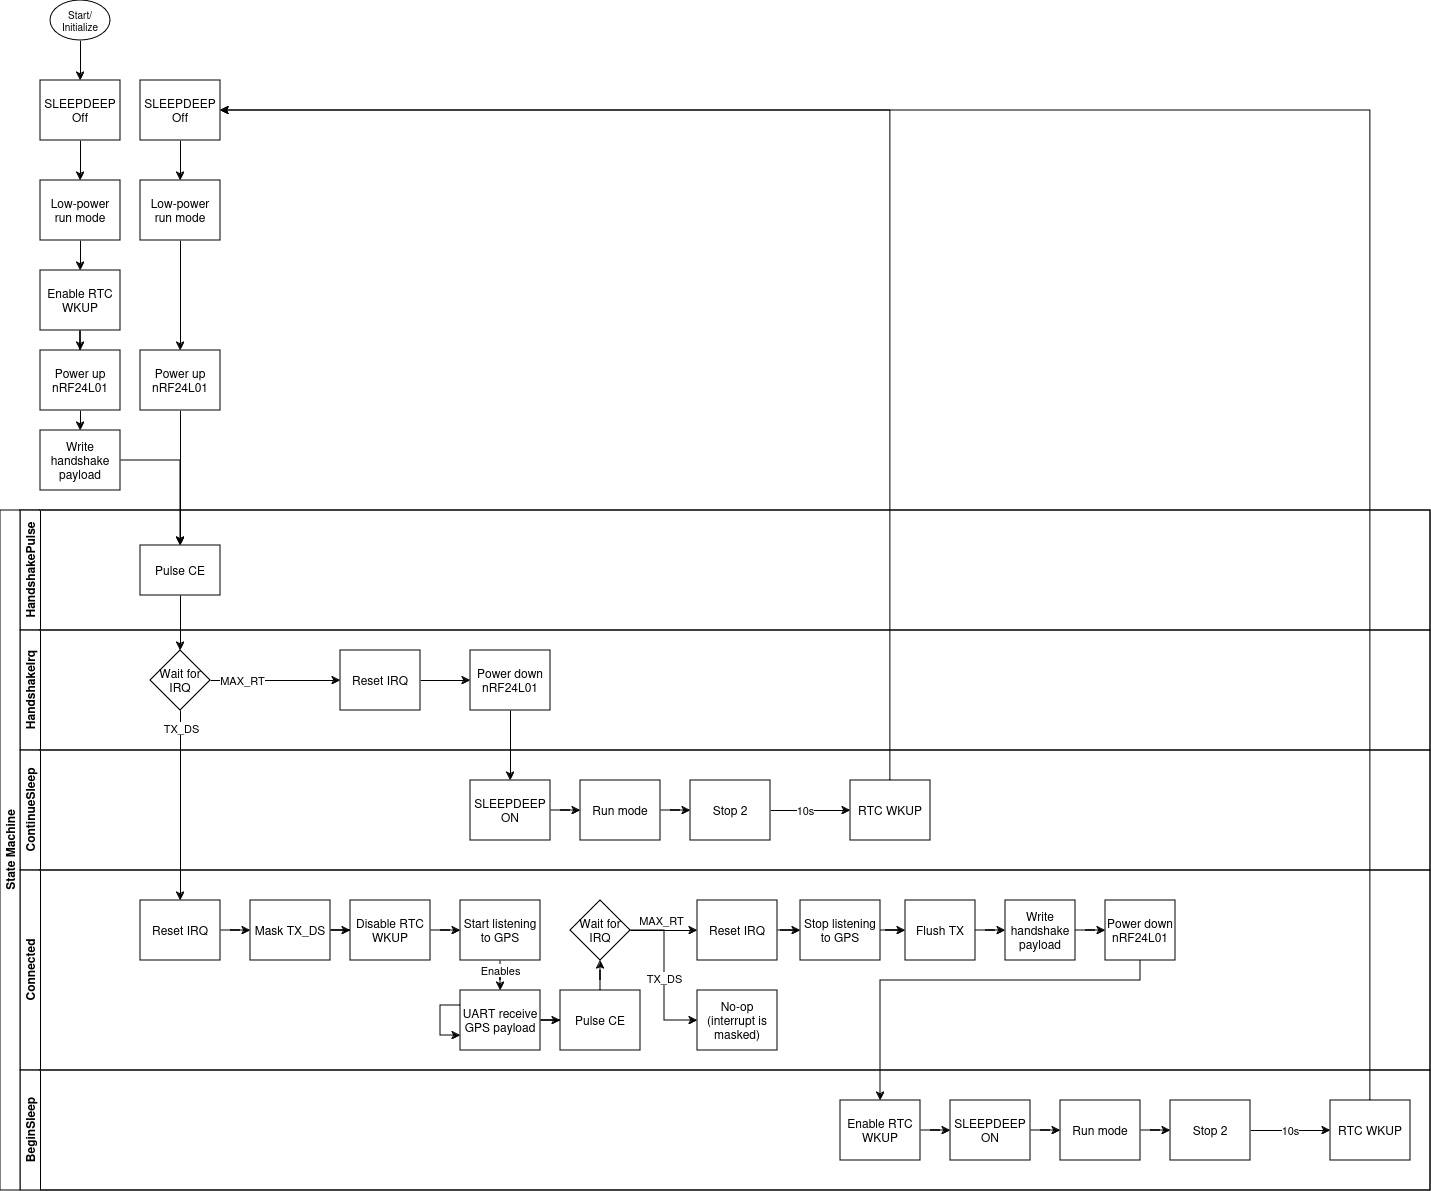 Start/
Initialize
SLEEPDEEP
Off
SLEEPDEEP
Off
Low-power
run mode
Low-power
run mode
Enable RTC
WKUP
Power up
nRF24L01
Power up
nRF24L01
Write
handshake
payload
State Machine
HandshakePulse
Pulse CE
HandshakeIrq
Wait for
IRQ
MAX_RT
Reset IRQ
Power down
nRF24L01
TX_DS
ContinueSleep
SLEEPDEEP
ON
Run mode
Stop 2
10s
RTC WKUP
Connected
Reset IRQ
Mask TX_DS
Disable RTC
WKUP
Start listening
to GPS
Enables
UART receive
GPS payload
Pulse CE
Wait for
IRQ
MAX_RT
TX_DS
No-op
(interrupt is
masked)
Reset IRQ
Stop listening
to GPS
Flush TX
Write
handshake
payload
Power down
nRF24L01
BeginSleep
Enable RTC
WKUP
SLEEPDEEP
ON
Run mode
Stop 2
10s
RTC WKUP